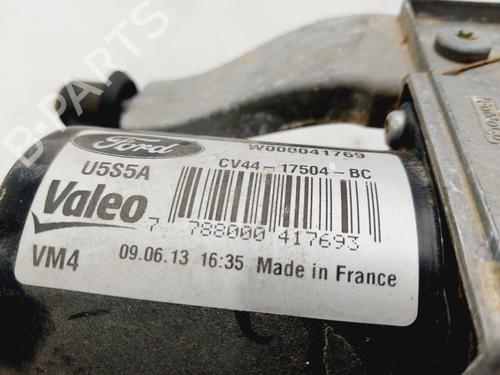 B-PARTS
Ford
W000041769
U5S5A
CV44-17504-BC
Valeo
7 788000 417693
VM4
09.06.13 16:35 Made in France